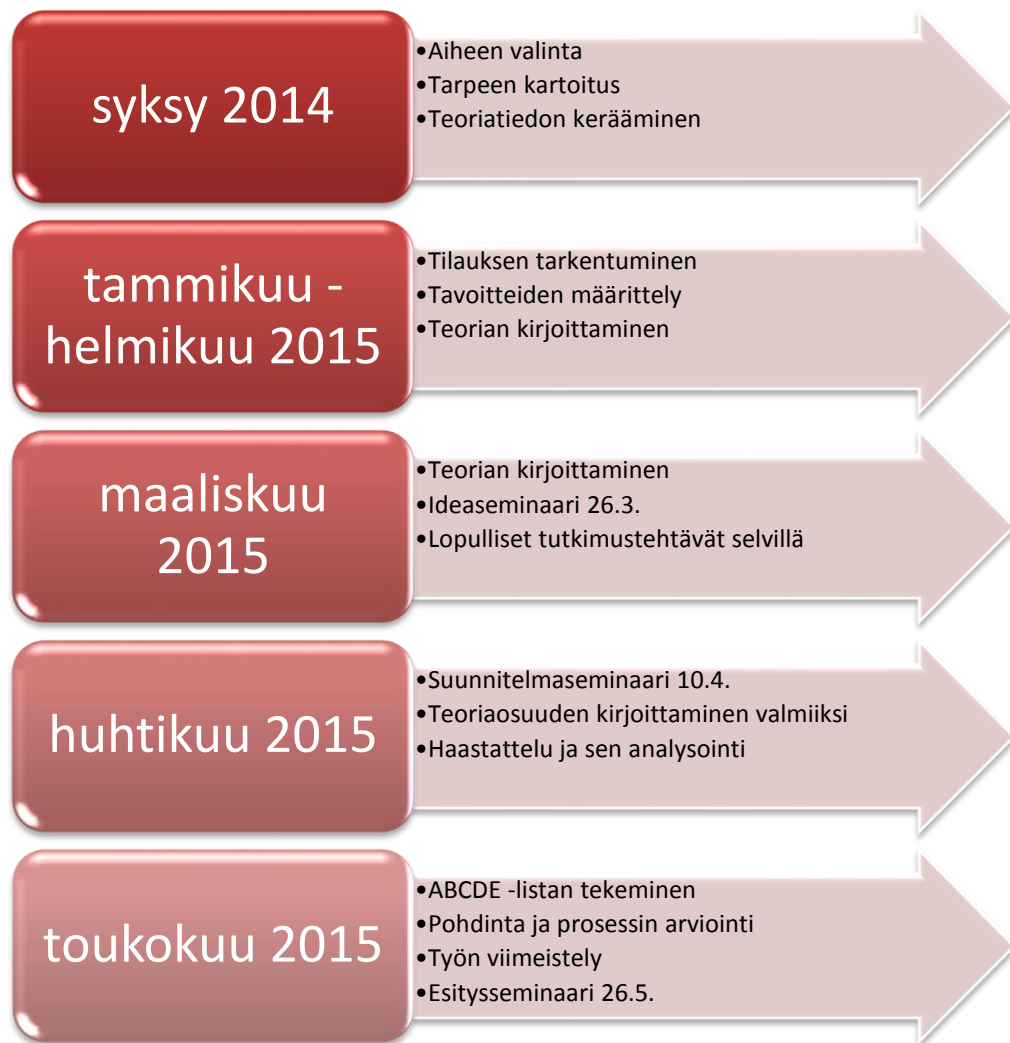 syksy 2014
•Aiheen valinta
•Tarpeen kartoitus
•Teoriatiedon kerääminen
tammikuu -
helmikuu 2015
•Tilauksen tarkentuminen
•Tavoitteiden määrittely
•Teorian kirjoittaminen
maaliskuu
2015
•Teorian kirjoittaminen
•Ideaseminaari 26.3.
•Lopulliset tutkimustehtävät selvillä
huhtikuu 2015
•Suunnitelmaseminaari 10.4.
•Teoriaosuuden kirjoittaminen valmiiksi
•Haastattelu ja sen analysointi
toukokuu 2015
•ABCDE -listan tekeminen
•Pohdinta ja prosessin arviointi
•Työn viimeistely
•Esitysseminaari 26.5.